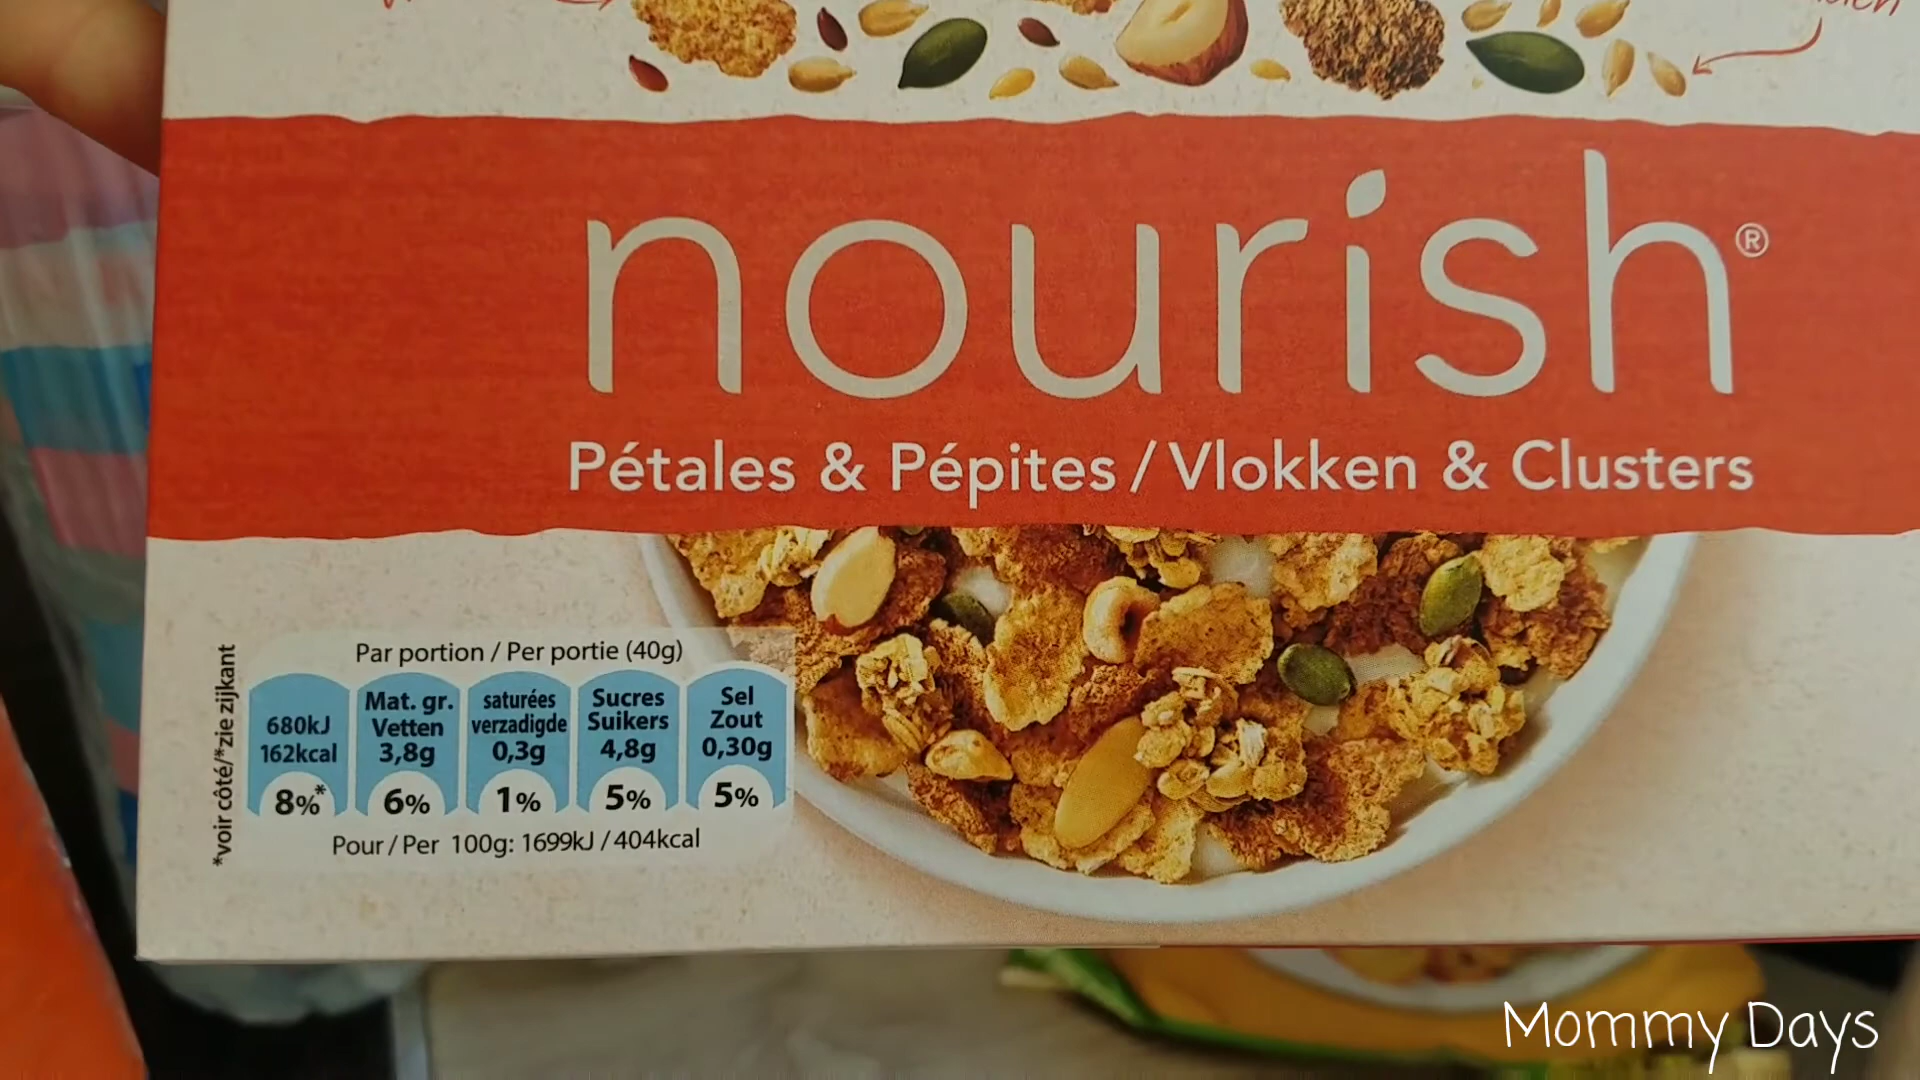 nourish®
Pétales & Pépites / Vlokken & Clusters
*voir côté/*zie zijkant
Par portion / Per portie (40g)
680kJ
162kcal
8%*
Mat. gr.
Vetten
3,8g
6%
saturées
verzadigde
0,3g
1%
Sucres
Suikers
4,8g
5%
Sel
Zout
0,30g
5%
Pour / Per 100g: 1699kJ / 404kcal
Mommy Days